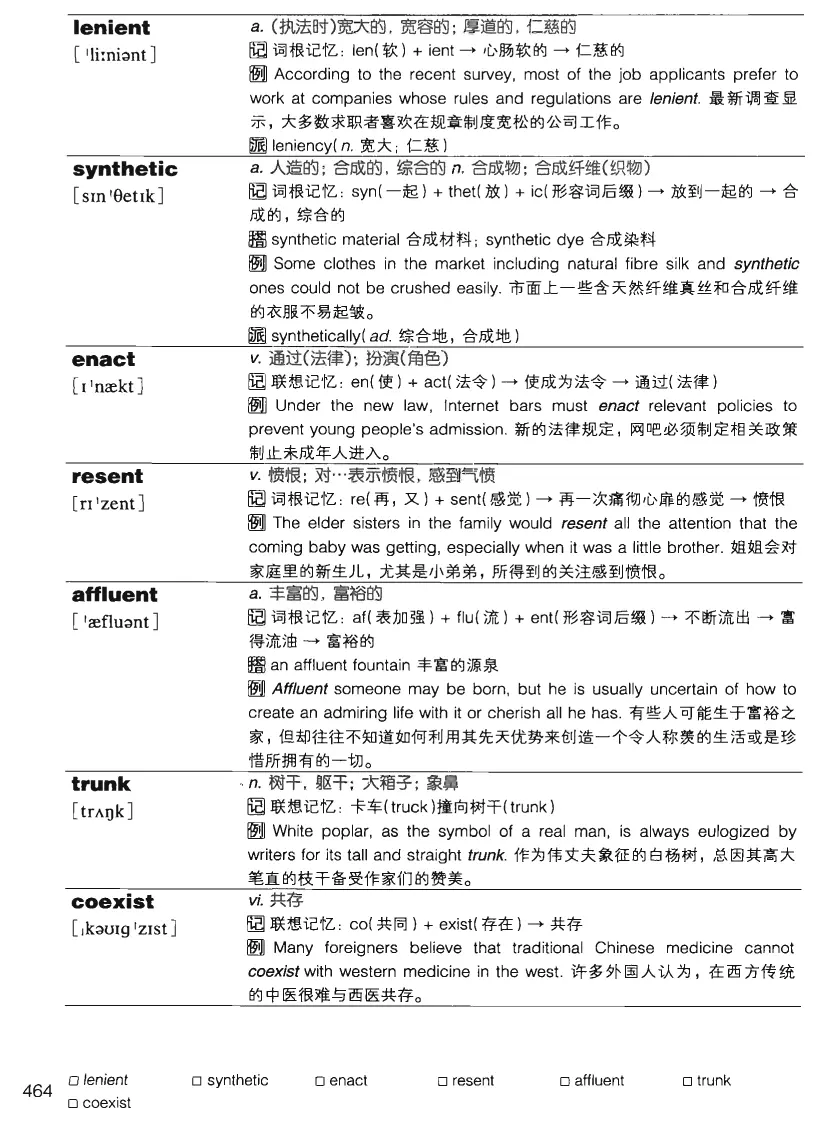 lenient a. (执法时)宽大的, 宽容的; 厚道的, 仁慈的
[ ˈliːniənt ] 记 词根记忆: len(软) + ient → 心肠软的 → 仁慈的
例 According to the recent survey, most of the job applicants prefer to
work at companies whose rules and regulations are lenient. 最新调查显
示，大多数求职者喜欢在规章制度宽松的公司工作。
派 leniency( n. 宽大; 仁慈 )
synthetic a. 人造的; 合成的, 综合的 n. 合成物; 合成纤维(织物)
[ sɪnˈθetɪk ] 记 词根记忆: syn(一起) + thet(放) + ic(形容词后缀) → 放到一起的 → 合
成的, 综合的
搭 synthetic material 合成材料; synthetic dye 合成染料
例 Some clothes in the market including natural fibre silk and synthetic
ones could not be crushed easily. 市面上一些含天然纤维真丝和合成纤维
的衣服不易起皱。
派 synthetically( ad. 综合地, 合成地 )
enact v. 通过(法律); 扮演(角色)
[ ɪˈnækt ] 记 联想记忆: en(使) + act(法令) → 使成为法令 → 通过(法律)
例 Under the new law, Internet bars must enact relevant policies to
prevent young people's admission. 新的法律规定，网吧必须制定相关政策
制止未成年人进入。
resent v. 愤恨; 对…表示愤恨, 感到气愤
[ rɪˈzent ] 记 词根记忆: re(再, 又) + sent(感觉) → 再一次痛彻心扉的感觉 → 愤恨
例 The elder sisters in the family would resent all the attention that the
coming baby was getting, especially when it was a little brother. 姐姐会对
家庭里的新生儿，尤其是小弟弟，所得到的关注感到愤恨。
affluent a. 丰富的, 富裕的
[ ˈæfluənt ] 记 词根记忆: af(表加强) + flu(流) + ent(形容词后缀) → 不断流出 → 富
得流油 → 富裕的
搭 an affluent fountain 丰富的源泉
例 Affluent someone may be born, but he is usually uncertain of how to
create an admiring life with it or cherish all he has. 有些人可能生于富裕之
家，但却往往不知道如何利用其先天优势来创造一个令人称羡的生活或是珍
惜所拥有的一切。
trunk n. 树干, 躯干; 大箱子; 象鼻
[ trʌŋk ] 记 联想记忆: 卡车(truck)撞向树干(trunk)
例 White poplar, as the symbol of a real man, is always eulogized by
writers for its tall and straight trunk. 作为伟丈夫象征的白杨树，总因其高大
笔直的枝干备受作家们的赞美。
coexist vi. 共存
[ ˌkəʊɪɡˈzɪst ] 记 联想记忆: co(共同) + exist(存在) → 共存
例 Many foreigners believe that traditional Chinese medicine cannot
coexist with western medicine in the west. 许多外国人认为，在西方传统
的中医很难与西医共存。
464 □ lenient □ synthetic □ enact □ resent □ affluent □ trunk
□ coexist